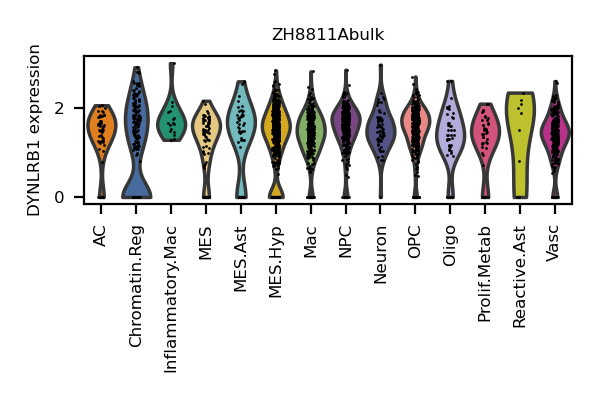 ZH8811Abulk
DYNLRB1 expression
2
0
AC
Chromatin.Reg
Inflammatory.Mac
MES
MES.Ast
MES.Hyp
Mac
NPC
Neuron
OPC
Oligo
Prolif.Metab
Reactive.Ast
Vasc